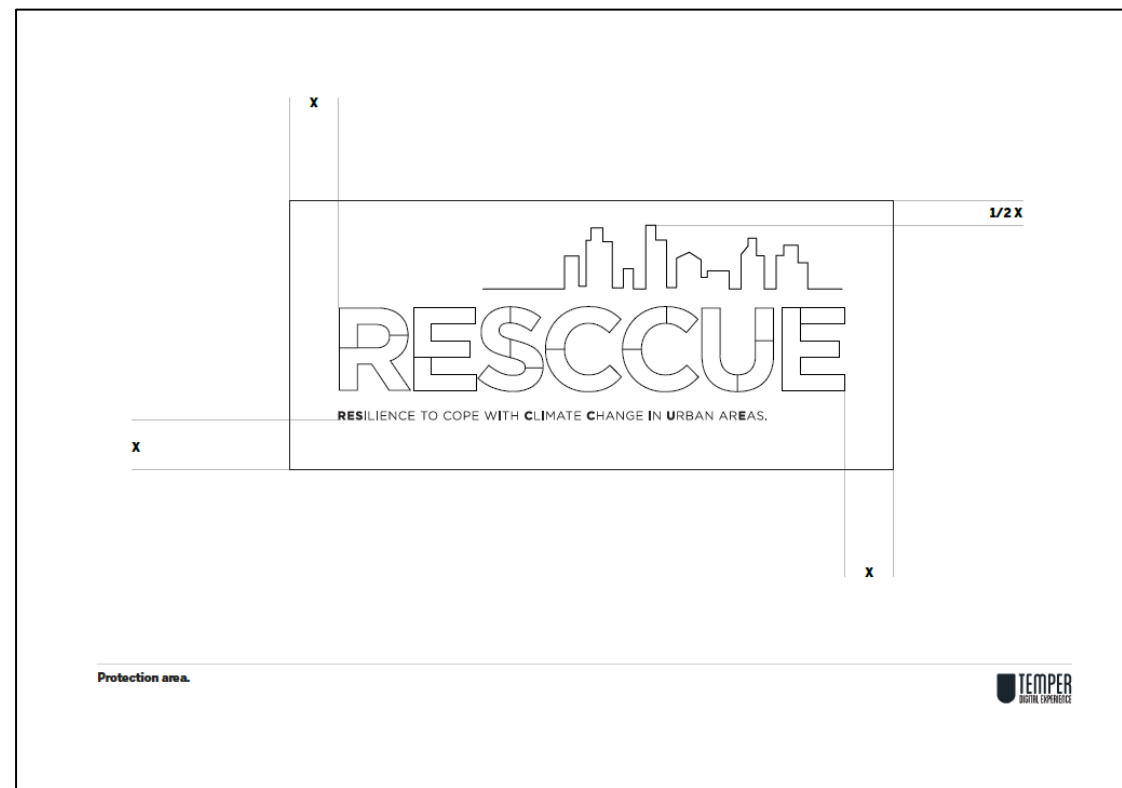 X
1/2 X
RESCCUE
RESILIENCE TO COPE WITH CLIMATE CHANGE IN URBAN AREAS.
X
X
Protection area.
TEMPER
DIGITAL EXPERIENCE